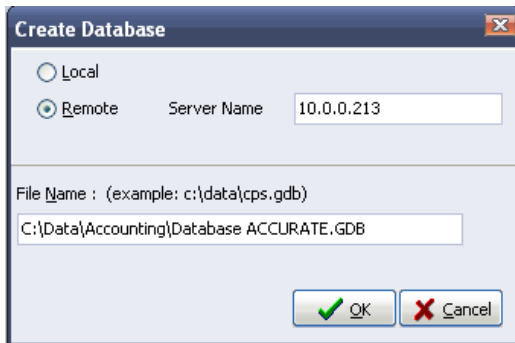 Create Database
Local
Remote Server Name 10.0.0.213
File Name : (example: c:\data\cps.gdb)
C:\Data\Accounting\Database ACCURATE.GDB
OK Cancel